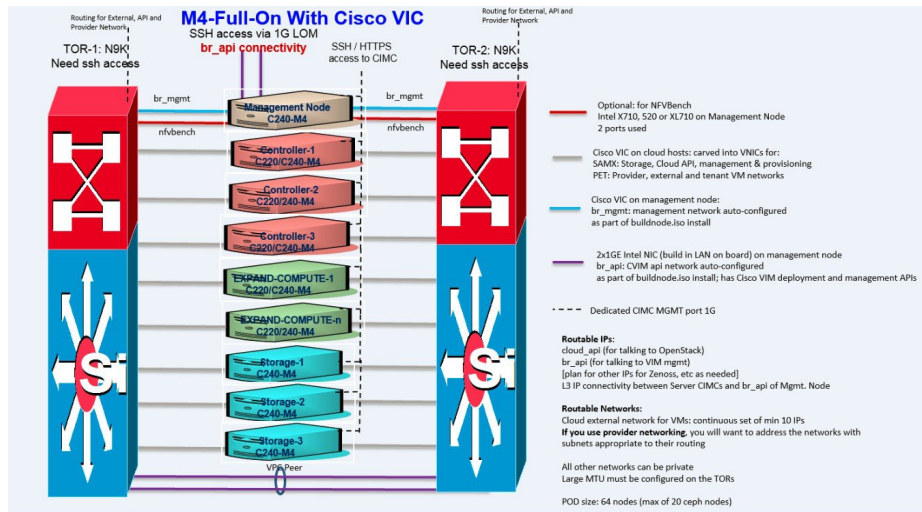 M4-Full-On With Cisco VIC
Routing for External, API and
Provider Network
SSH access via 1G LOM
br_api connectivity
SSH / HTTPS
access to CIMC
Routing for External, API and
Provider Network
TOR-1: N9K
Need ssh access
TOR-2: N9K
Need ssh access
br_mgmt
br_mgmt
Management Node
C240-M4
nfvbench
nfvbench
Controller-1
C220/C240-M4
Controller-2
C220/240-M4
Controller-3
C220/C240-M4
EXPAND-COMPUTE-1
C220/C240-M4
EXPAND-COMPUTE-n
C220/240-M4
Storage-1
C240-M4
Storage-2
C240-M4
Storage-3
C240-M4
VPC Peer
Si
Si
Optional: for NFVBench
Intel X710, 520 or XL710 on Management Node
2 ports used
Cisco VIC on cloud hosts: carved into VNICs for:
SAMX: Storage, Cloud API, management & provisioning
PET: Provider, external and tenant VM networks
Cisco VIC on management node:
br_mgmt: management network auto-configured
as part of buildnode.iso install
2x1GE Intel NIC (build in LAN on board) on management node
br_api: CVIM api network auto-configured
as part of buildnode.iso install; has Cisco VIM deployment and management APIs
Dedicated CIMC MGMT port 1G
Routable IPs:
cloud_api (for talking to OpenStack)
br_api (for talking to VIM mgmt)
[plan for other IPs for Zenoss, etc as needed]
L3 IP connectivity between Server CIMCs and br_api of Mgmt. Node
Routable Networks:
Cloud external network for VMs: continuous set of min 10 IPs
If you use provider networking, you will want to address the networks with
subnets appropriate to their routing
All other networks can be private
Large MTU must be configured on the TORs
POD size: 64 nodes (max of 20 ceph nodes)